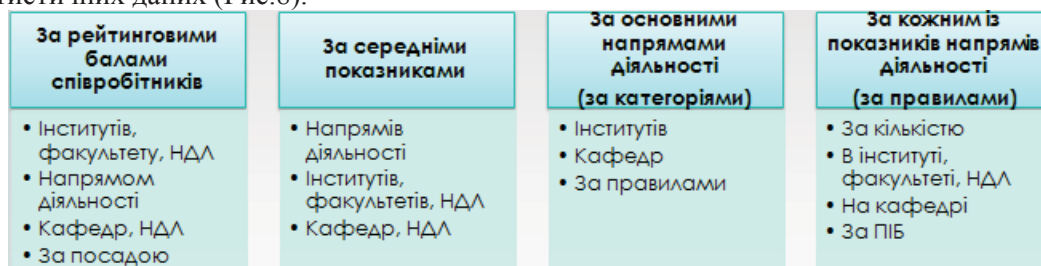 (Рис.8).
За рейтинговими
балами
співробітників
• Інститутів,
факультету, НДЛ
• Напрямом
діяльності
• Кафедр, НДЛ
• За посадою
За середніми
показниками
• Напрямів
діяльності
• Інститутів,
факультетів, НДЛ
• Кафедр, НДЛ
За основними
напрямами
діяльності
(за категоріями)
• Інститутів
• Кафедр
• За правилами
За кожним із
показників напрямів
діяльності
(за правилами)
• За кількістю
• В інституті,
факультеті, НДЛ
• На кафедрі
• За ПІБ